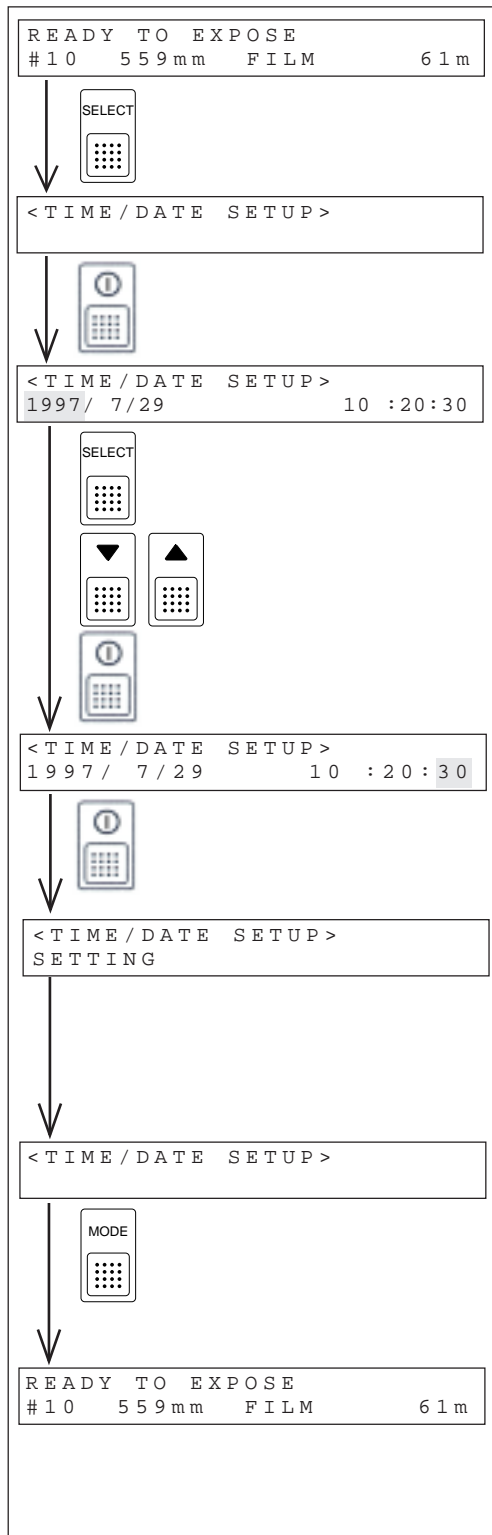 READY TO EXPOSE
#10 559mm FILM 61m
SELECT
<TIME/DATE SETUP>
<TIME/DATE SETUP>
1997/ 7/29 10 :20:30
SELECT
<TIME/DATE SETUP>
1997/ 7/29 10 :20:30
<TIME/DATE SETUP>
SETTING
<TIME/DATE SETUP>
MODE
READY TO EXPOSE
#10 559mm FILM 61m